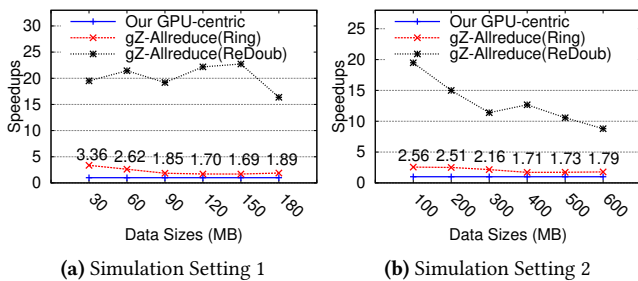 Our GPU-centric
gZ-Allreduce(Ring)
gZ-Allreduce(ReDoub)
Speedups
30
25
20
15
10
5
0
3.36 2.62 1.85 1.70 1.69 1.89
30 60 90 120 150 180
Data Sizes (MB)
(a) Simulation Setting 1
Our GPU-centric
gZ-Allreduce(Ring)
gZ-Allreduce(ReDoub)
Speedups
25
20
15
10
5
0
2.56 2.51 2.16 1.71 1.73 1.79
100 200 300 400 500 600
Data Sizes (MB)
(b) Simulation Setting 2